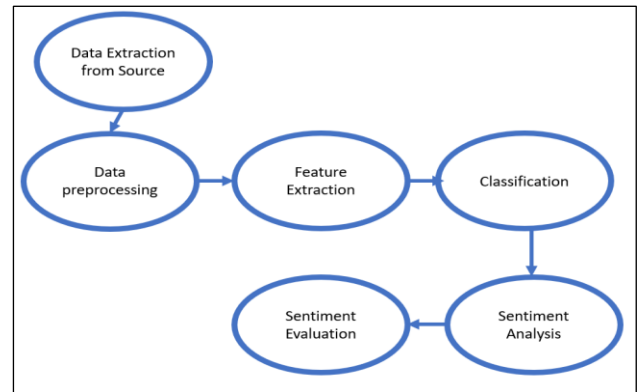 Data Extraction
from Source
Data
preprocessing
Feature
Extraction
Classification
Sentiment
Evaluation
Sentiment
Analysis